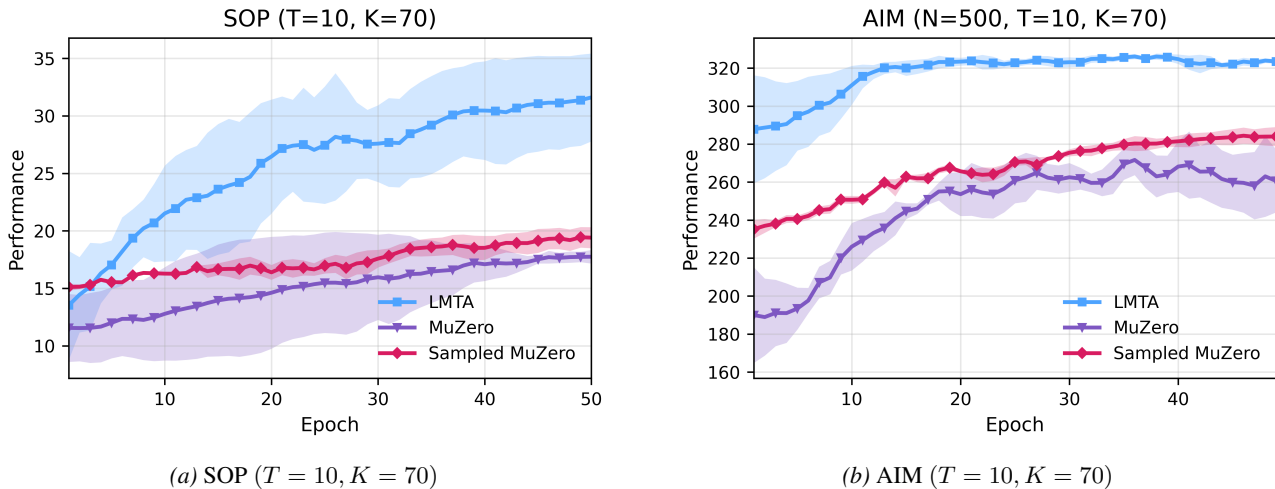 SOP (T=10, K=70)
35
30
25
20
15
10
Performance
LMTA
MuZero
Sampled MuZero
10
20
30
40
50
Epoch
(a) SOP (T = 10, K = 70)
AIM (N=500, T=10, K=70)
320
300
280
260
240
220
200
180
160
Performance
LMTA
MuZero
Sampled MuZero
10
20
30
40
Epoch
(b) AIM (T = 10, K = 70)